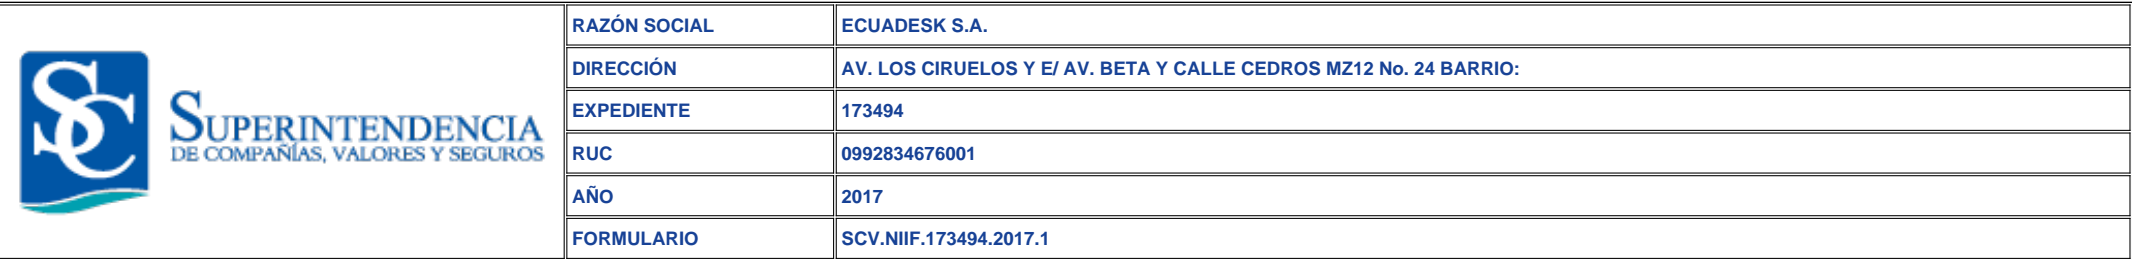 SC
SUPERINTENDENCIA
DE COMPAÑÍAS, VALORES Y SEGUROS
RAZÓN SOCIAL ECUADESK S.A.
DIRECCIÓN AV. LOS CIRUELOS Y E/ AV. BETA Y CALLE CEDROS MZ12 No. 24 BARRIO:
EXPEDIENTE 173494
RUC 0992834676001
AÑO 2017
FORMULARIO SCV.NIIF.173494.2017.1